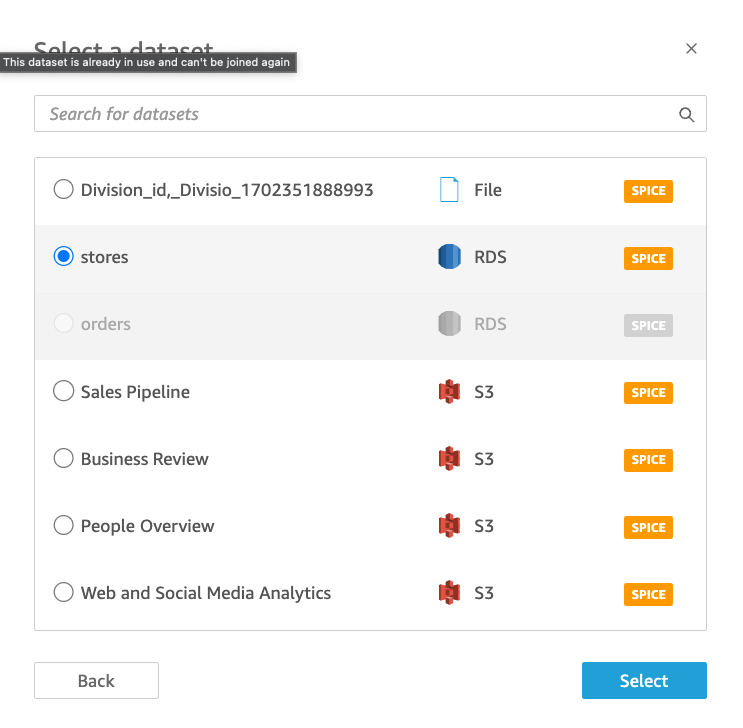 Select a dataset
This dataset is already in use and can't be joined again
Search for datasets
Division_id,_Divisio_1702351888993 File SPICE
stores RDS SPICE
orders RDS SPICE
Sales Pipeline S3 SPICE
Business Review S3 SPICE
People Overview S3 SPICE
Web and Social Media Analytics S3 SPICE
Back Select